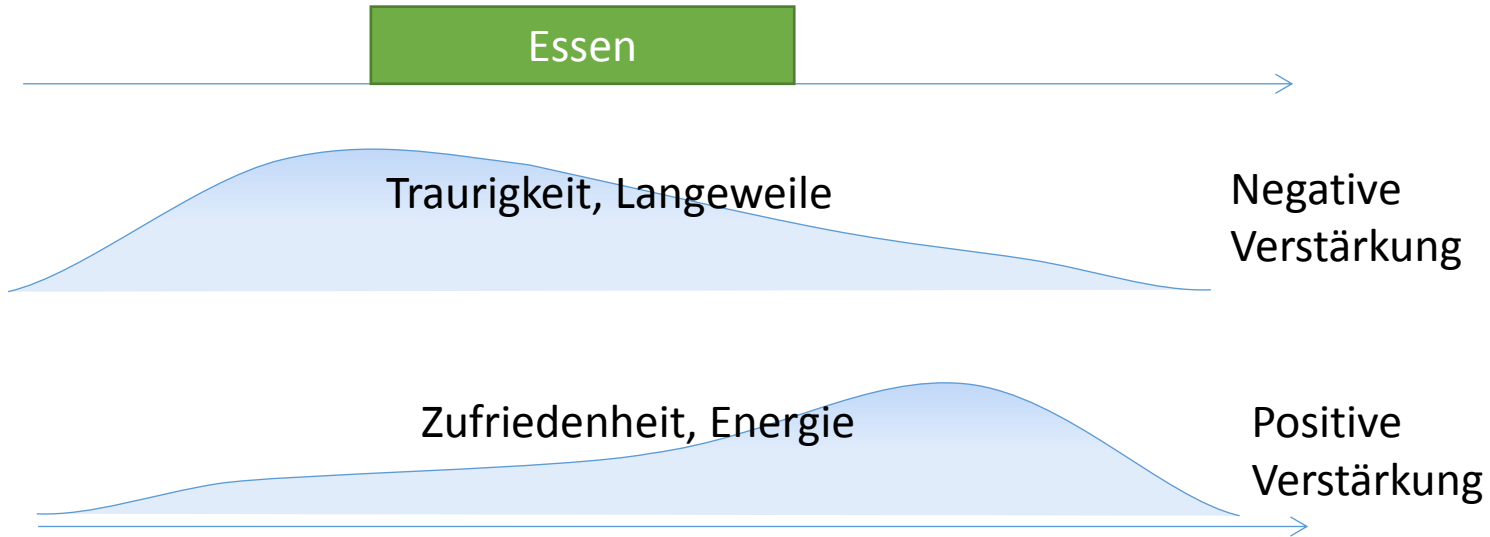 Essen
Traurigkeit, Langeweile
Negative
Verstärkung
Zufriedenheit, Energie
Positive
Verstärkung